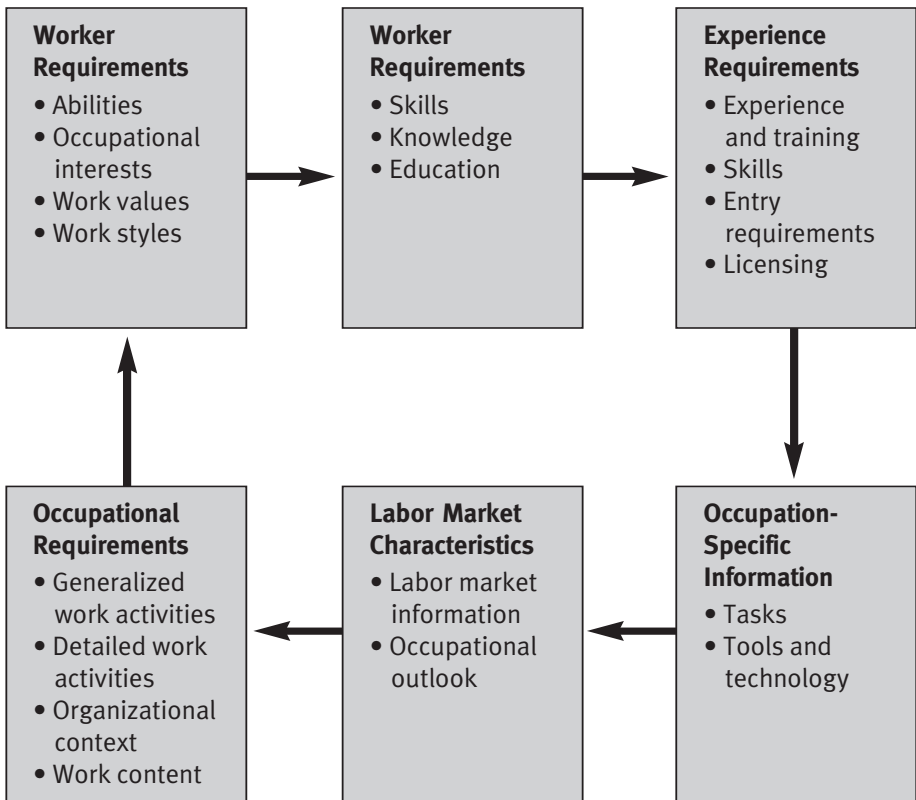 Worker
Requirements
• Abilities
• Occupational
interests
• Work values
• Work styles
Worker
Requirements
• Skills
• Knowledge
• Education
Experience
Requirements
• Experience
and training
• Skills
• Entry
requirements
• Licensing
Occupational
Requirements
• Generalized
work activities
• Detailed work
activities
• Organizational
context
• Work content
Labor Market
Characteristics
• Labor market
information
• Occupational
outlook
Occupation-
Specific
Information
• Tasks
• Tools and
technology